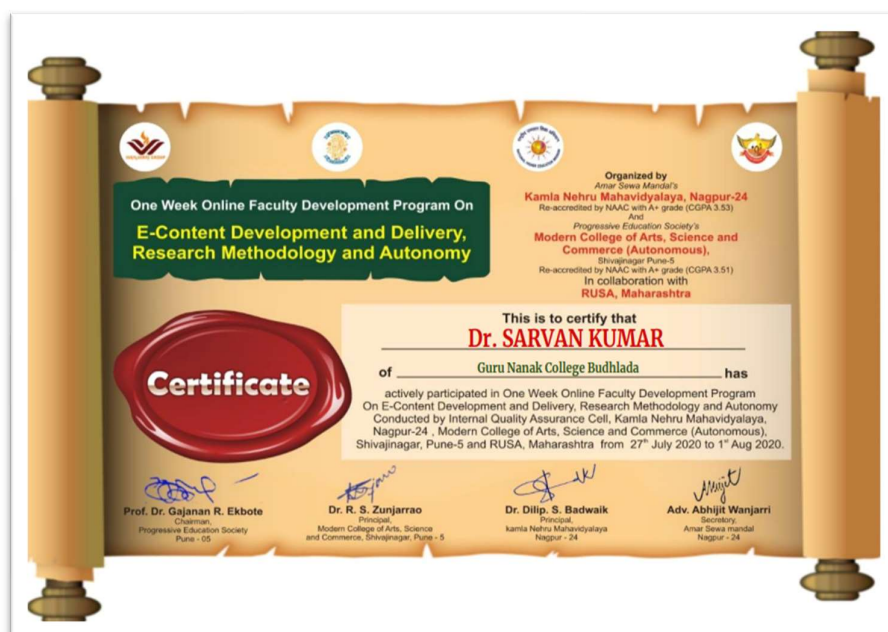 One Week Online Faculty Development Program On
E-Content Development and Delivery,
Research Methodology and Autonomy
Organized by
Amar Sewa Mandal's
Kamla Nehru Mahavidyalaya, Nagpur-24
Re-accredited by NAAC with A+ grade (CGPA 3.53)
And
Progressive Education Society's
Modern College of Arts, Science and
Commerce (Autonomous),
Shivajinagar Pune-5
Re-accredited by NAAC with A+ grade (CGPA 3.51)
In collaboration with
RUSA, Maharashtra
Certificate
This is to certify that
Dr. SARVAN KUMAR
of Guru Nanak College Budhlada has
actively participated in One Week Online Faculty Development Program
On E-Content Development and Delivery, Research Methodology and Autonomy
Conducted by Internal Quality Assurance Cell, Kamla Nehru Mahavidyalaya,
Nagpur-24 , Modern College of Arts, Science and Commerce (Autonomous),
Shivajinagar, Pune-5 and RUSA, Maharashtra from 27th July 2020 to 1st Aug 2020.
Prof. Dr. Gajanan R. Ekbote
Chairman,
Progressive Education Society
Pune - 05
Dr. R. S. Zunjarrao
Principal,
Modern College of Arts, Science
and Commerce, Shivajinagar, Pune - 5
Dr. Dilip. S. Badwaik
Principal,
kamla Nehru Mahavidyalaya
Nagpur - 24
Adv. Abhijit Wanjarri
Secretary,
Amar Sewa mandal
Nagpur - 24